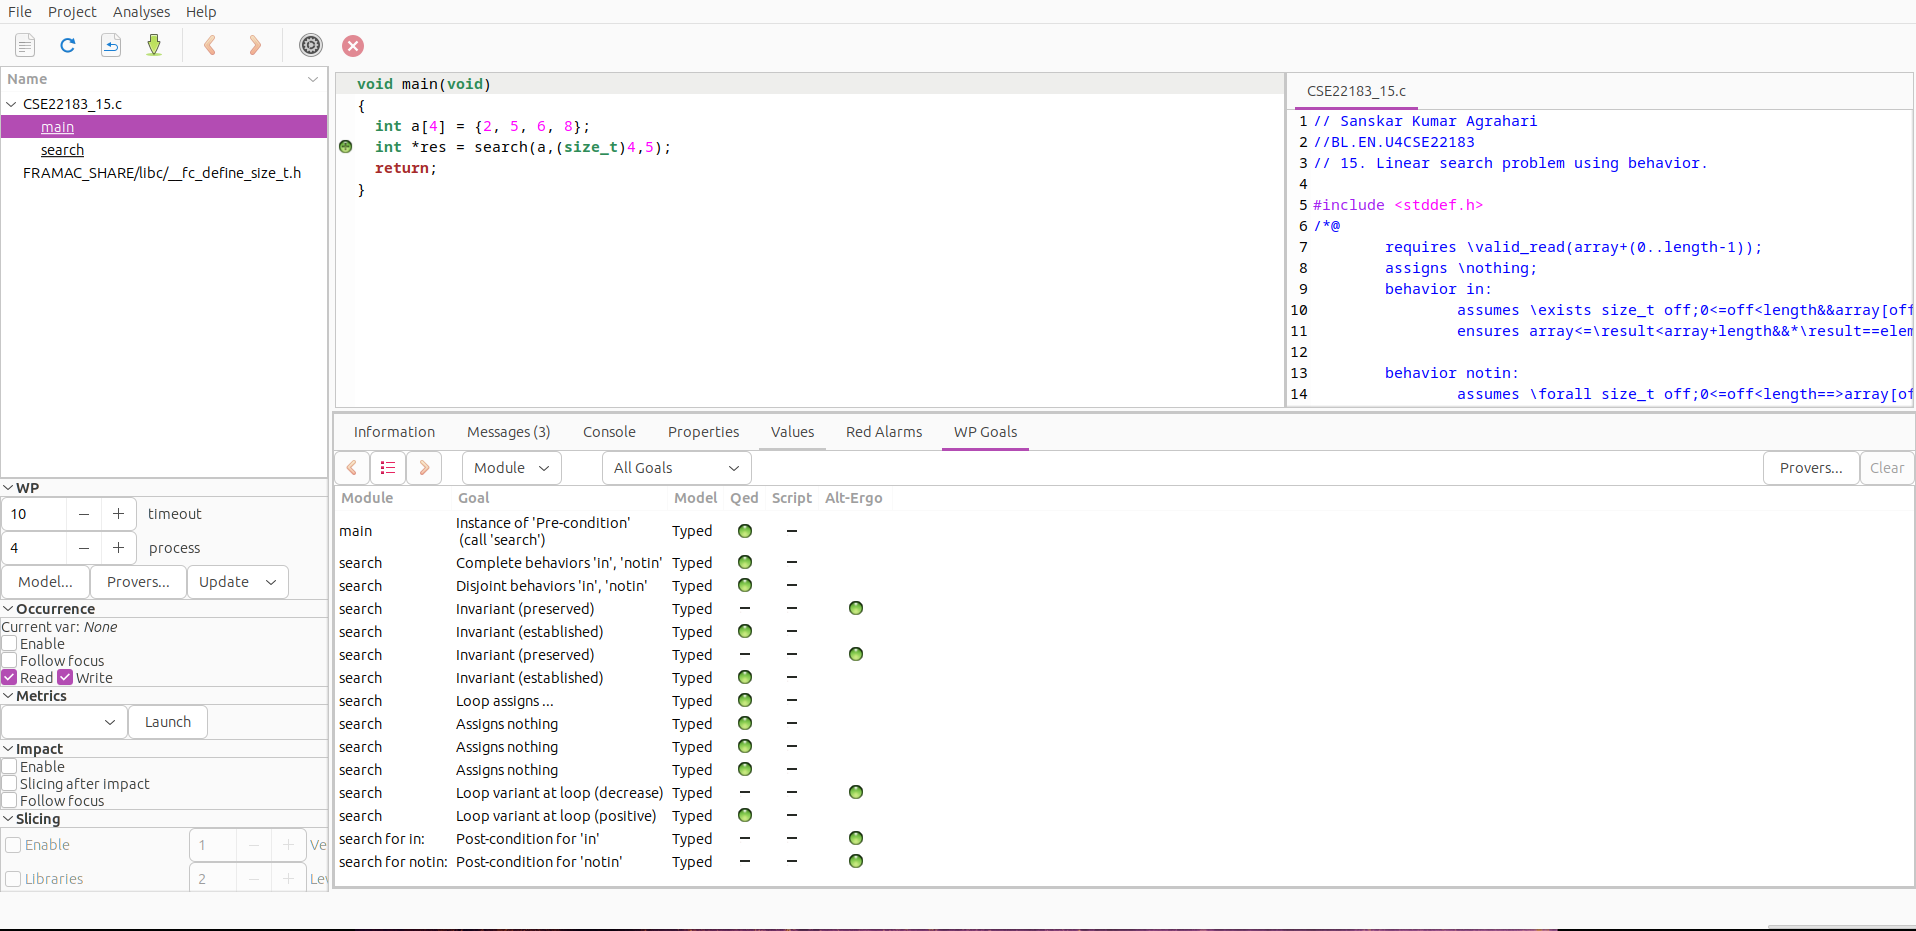 File Project Analyses Help
Name
CSE22183_15.c
main
search
FRAMAC_SHARE/libc/__fc_define_size_t.h
void main(void)
{
int a[4] = {2, 5, 6, 8};
int *res = search(a,(size_t)4,5);
return;
}
CSE22183_15.c
1 // Sanskar Kumar Agrahari
2 //BL.EN.U4CSE22183
3 // 15. Linear search problem using behavior.
4
5 #include <stddef.h>
6 /*@
7 requires \valid_read(array+(0..length-1));
8 assigns \nothing;
9 behavior in:
10 assumes \exists size_t off;0<=off<length&&array[off
11 ensures array<=\result<array+length&&*\result==elem
12
13 behavior notin:
14 assumes \forall size_t off;0<=off<length==>array[of
WP
10 − + timeout
4 − + process
Model... Provers... Update
Occurrence
Current var: None
Enable
Follow focus
Read Write
Metrics
Launch
Impact
Enable
Slicing after impact
Follow focus
Slicing
Enable 1 − + Ve
Libraries 2 − + Lev
Information Messages (3) Console Properties Values Red Alarms WP Goals
Module All Goals Provers... Clear
Module Goal Model Qed Script Alt-Ergo
main Instance of 'Pre-condition' (call 'search') Typed −
search Complete behaviors 'in', 'notin' Typed −
search Disjoint behaviors 'in', 'notin' Typed −
search Invariant (preserved) Typed − −
search Invariant (established) Typed −
search Invariant (preserved) Typed − −
search Invariant (established) Typed −
search Loop assigns ... Typed −
search Assigns nothing Typed −
search Assigns nothing Typed −
search Assigns nothing Typed −
search Loop variant at loop (decrease) Typed − −
search Loop variant at loop (positive) Typed −
search for in: Post-condition for 'in' Typed − −
search for notin: Post-condition for 'notin' Typed − −